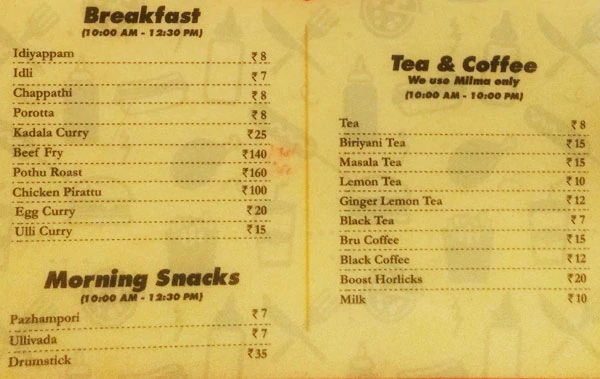 Breakfast
(10:00 AM - 12:30 PM)
Idiyappam ₹ 8
Idli ₹ 7
Chappathi ₹ 8
Porotta ₹ 8
Kadala Curry ₹25
Beef Fry ₹140
Pothu Roast ₹160
Chicken Pirattu ₹100
Egg Curry ₹20
Ulli Curry ₹15
Morning Snacks
(10:00 AM - 12:30 PM)
Pazhampori ₹ 7
Ullivada ₹ 7
Drumstick ₹35
Tea & Coffee
We use Milma only
(10:00 AM - 10:00 PM)
Tea ₹ 8
Biriyani Tea ₹ 15
Masala Tea ₹ 15
Lemon Tea ₹ 10
Ginger Lemon Tea ₹ 12
Black Tea ₹ 7
Bru Coffee ₹ 15
Black Coffee ₹ 12
Boost Horlicks ₹20
Milk ₹ 10